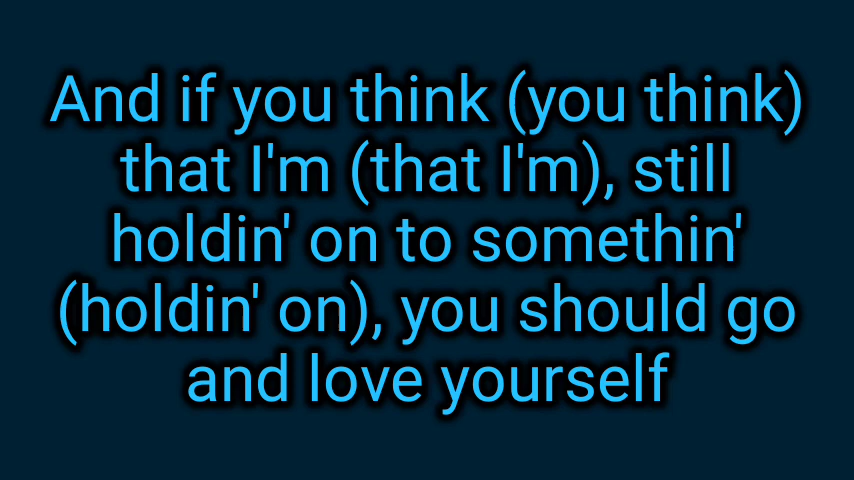 And if you think (you think)
that I'm (that I'm), still
holdin' on to somethin'
(holdin' on), you should go
and love yourself